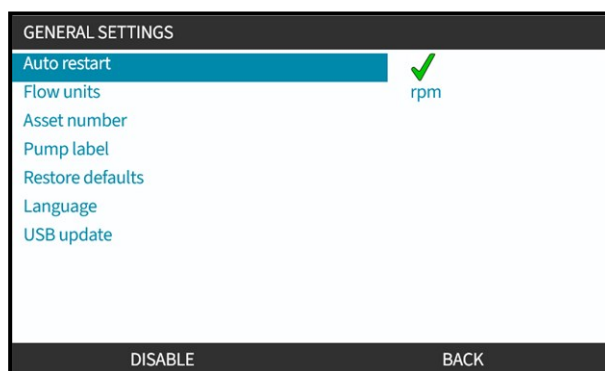 GENERAL SETTINGS
Auto restart
Flow units rpm
Asset number
Pump label
Restore defaults
Language
USB update
DISABLE BACK